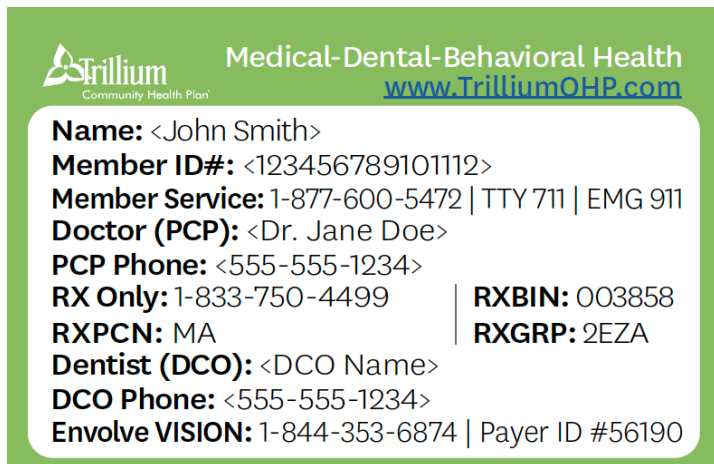 Trillium
Community Health Plan
Medical-Dental-Behavioral Health
www.TrilliumOHP.com
Name: <John Smith>
Member ID#: <123456789101112>
Member Service: 1-877-600-5472 | TTY 711 | EMG 911
Doctor (PCP): <Dr. Jane Doe>
PCP Phone: <555-555-1234>
RX Only: 1-833-750-4499 | RXBIN: 003858
RXPCN: MA | RXGRP: 2EZA
Dentist (DCO): <DCO Name>
DCO Phone: <555-555-1234>
Envolve VISION: 1-844-353-6874 | Payer ID #56190